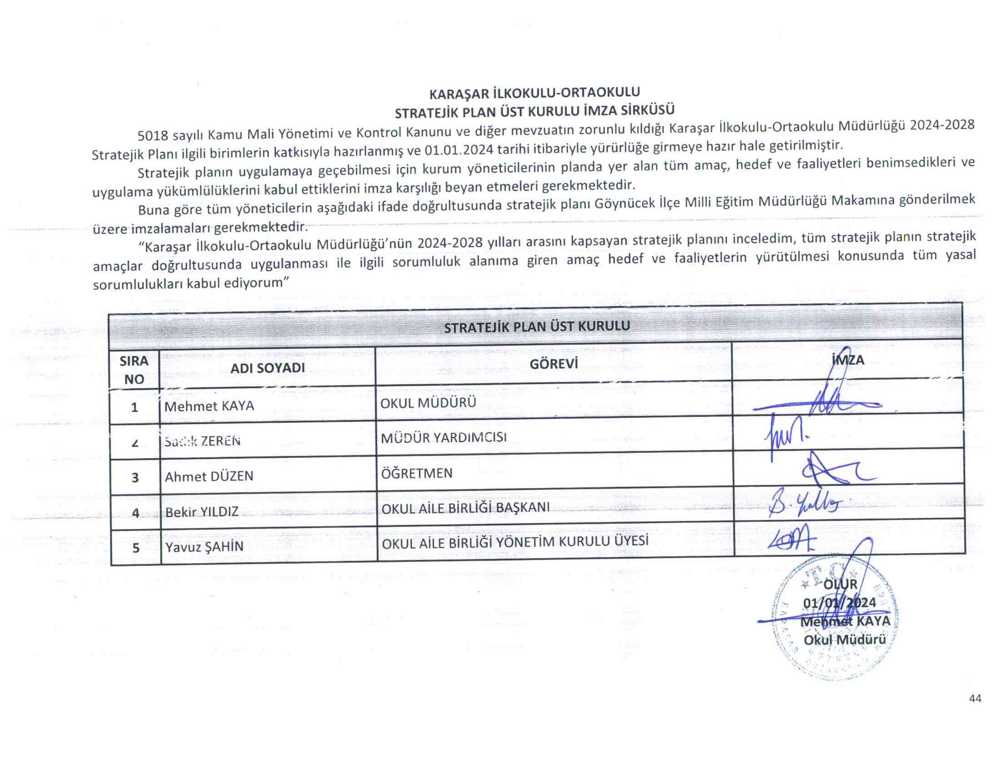 KARAŞAR İLKOKULU-ORTAOKULU
STRATEJİK PLAN ÜST KURULU İMZA SİRKÜSÜ
5018 sayılı Kamu Mali Yönetimi ve Kontrol Kanunu ve diğer mevzuatın zorunlu kıldığı Karaşar İlkokulu-Ortaokulu Müdürlüğü 2024-2028
Stratejik Planı ilgili birimlerin katkısıyla hazırlanmış ve 01.01.2024 tarihi itibariyle yürürlüğe girmeye hazır hale getirilmiştir.
Stratejik planın uygulamaya geçebilmesi için kurum yöneticilerinin planda yer alan tüm amaç, hedef ve faaliyetleri benimsedikleri ve
uygulama yükümlülüklerini kabul ettiklerini imza karşılığı beyan etmeleri gerekmektedir.
Buna göre tüm yöneticilerin aşağıdaki ifade doğrultusunda stratejik planı Göynücek İlçe Milli Eğitim Müdürlüğü Makamına gönderilmek
üzere imzalamaları gerekmektedir.
“Karaşar İlkokulu-Ortaokulu Müdürlüğü’nün 2024-2028 yılları arasını kapsayan stratejik planını inceledim, tüm stratejik planın stratejik
amaçlar doğrultusunda uygulanması ile ilgili sorumluluk alanıma giren amaç hedef ve faaliyetlerin yürütülmesi konusunda tüm yasal
sorumlulukları kabul ediyorum”
STRATEJİK PLAN ÜST KURULU
SIRA NO ADI SOYADI GÖREVİ İMZA
1 Mehmet KAYA OKUL MÜDÜRÜ
2 Sadık ZEREN MÜDÜR YARDIMCISI
3 Ahmet DÜZEN ÖĞRETMEN
4 Bekir YILDIZ OKUL AİLE BİRLİĞİ BAŞKANI
5 Yavuz ŞAHİN OKUL AİLE BİRLİĞİ YÖNETİM KURULU ÜYESİ
T.C.
OLUR
01/01/2024
Mehmet KAYA
Okul Müdürü
44